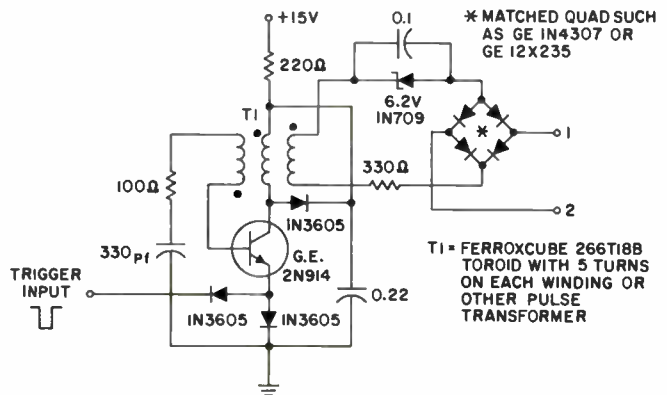 +15V
0.1
* MATCHED QUAD SUCH
AS GE IN4307 OR
GE 12X235
220Ω
T1
6.2V
IN709
*
1
2
100Ω
330Ω
IN3605
330pf
G.E.
2N914
T1 = FERROXCUBE 266T18B
TOROID WITH 5 TURNS
ON EACH WINDING OR
OTHER PULSE
TRANSFORMER
TRIGGER
INPUT
IN3605
IN3605
0.22